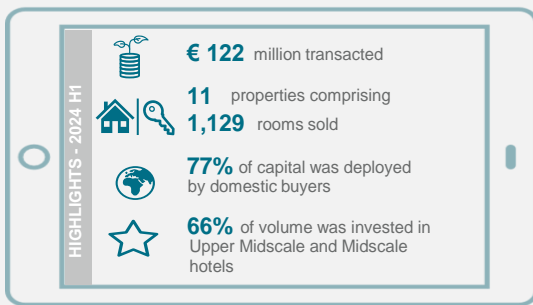 HIGHLIGHTS - 2024 H1
€ 122 million transacted
11 properties comprising
1,129 rooms sold
77% of capital was deployed
by domestic buyers
66% of volume was invested in
Upper Midscale and Midscale
hotels